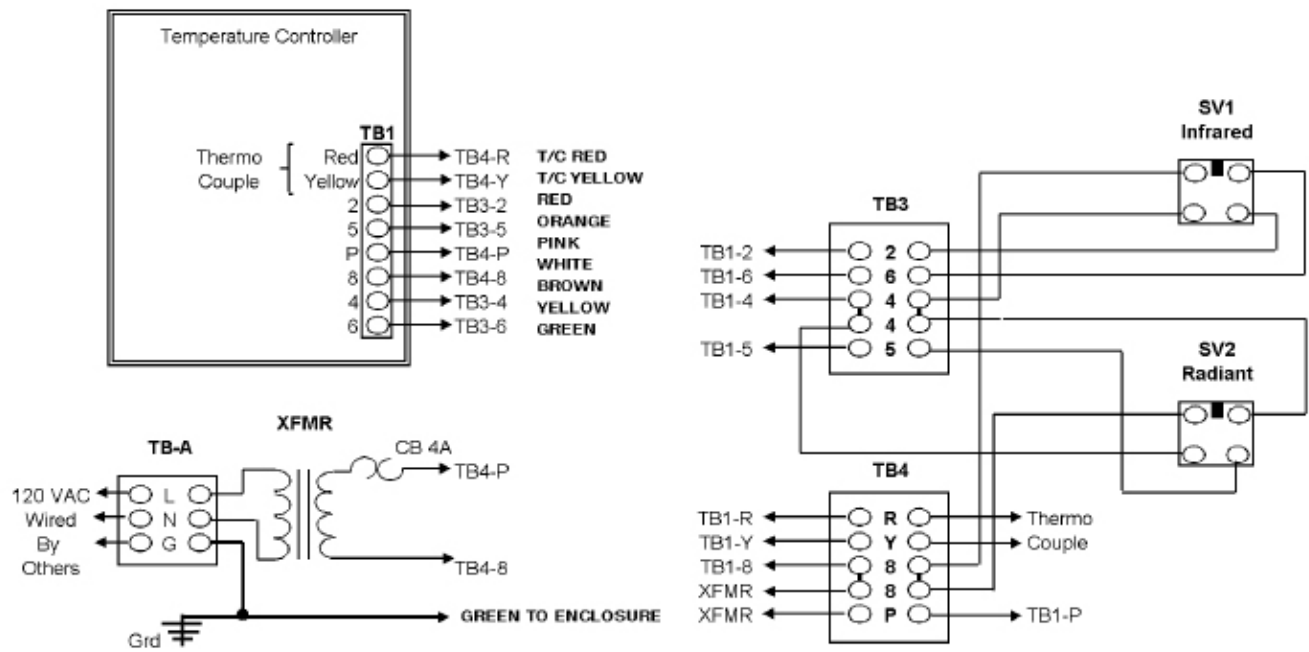 Temperature Controller
TB1
Thermo
Couple
Red
Yellow
2
5
P
8
4
6
TB4-R
TB4-Y
TB3-2
TB3-5
TB4-P
TB4-8
TB3-4
TB3-6
T/C RED
T/C YELLOW
RED
ORANGE
PINK
WHITE
BROWN
YELLOW
GREEN
SV1
Infrared
TB3
TB1-2
TB1-6
TB1-4
TB1-5
2
6
4
4
5
SV2
Radiant
XFMR
TB-A
CB 4A
TB4-P
120 VAC
Wired
By
Others
L
N
G
TB4-8
GREEN TO ENCLOSURE
Grd
TB4
TB1-R
TB1-Y
TB1-8
XFMR
XFMR
R
Y
8
8
P
Thermo
Couple
TB1-P